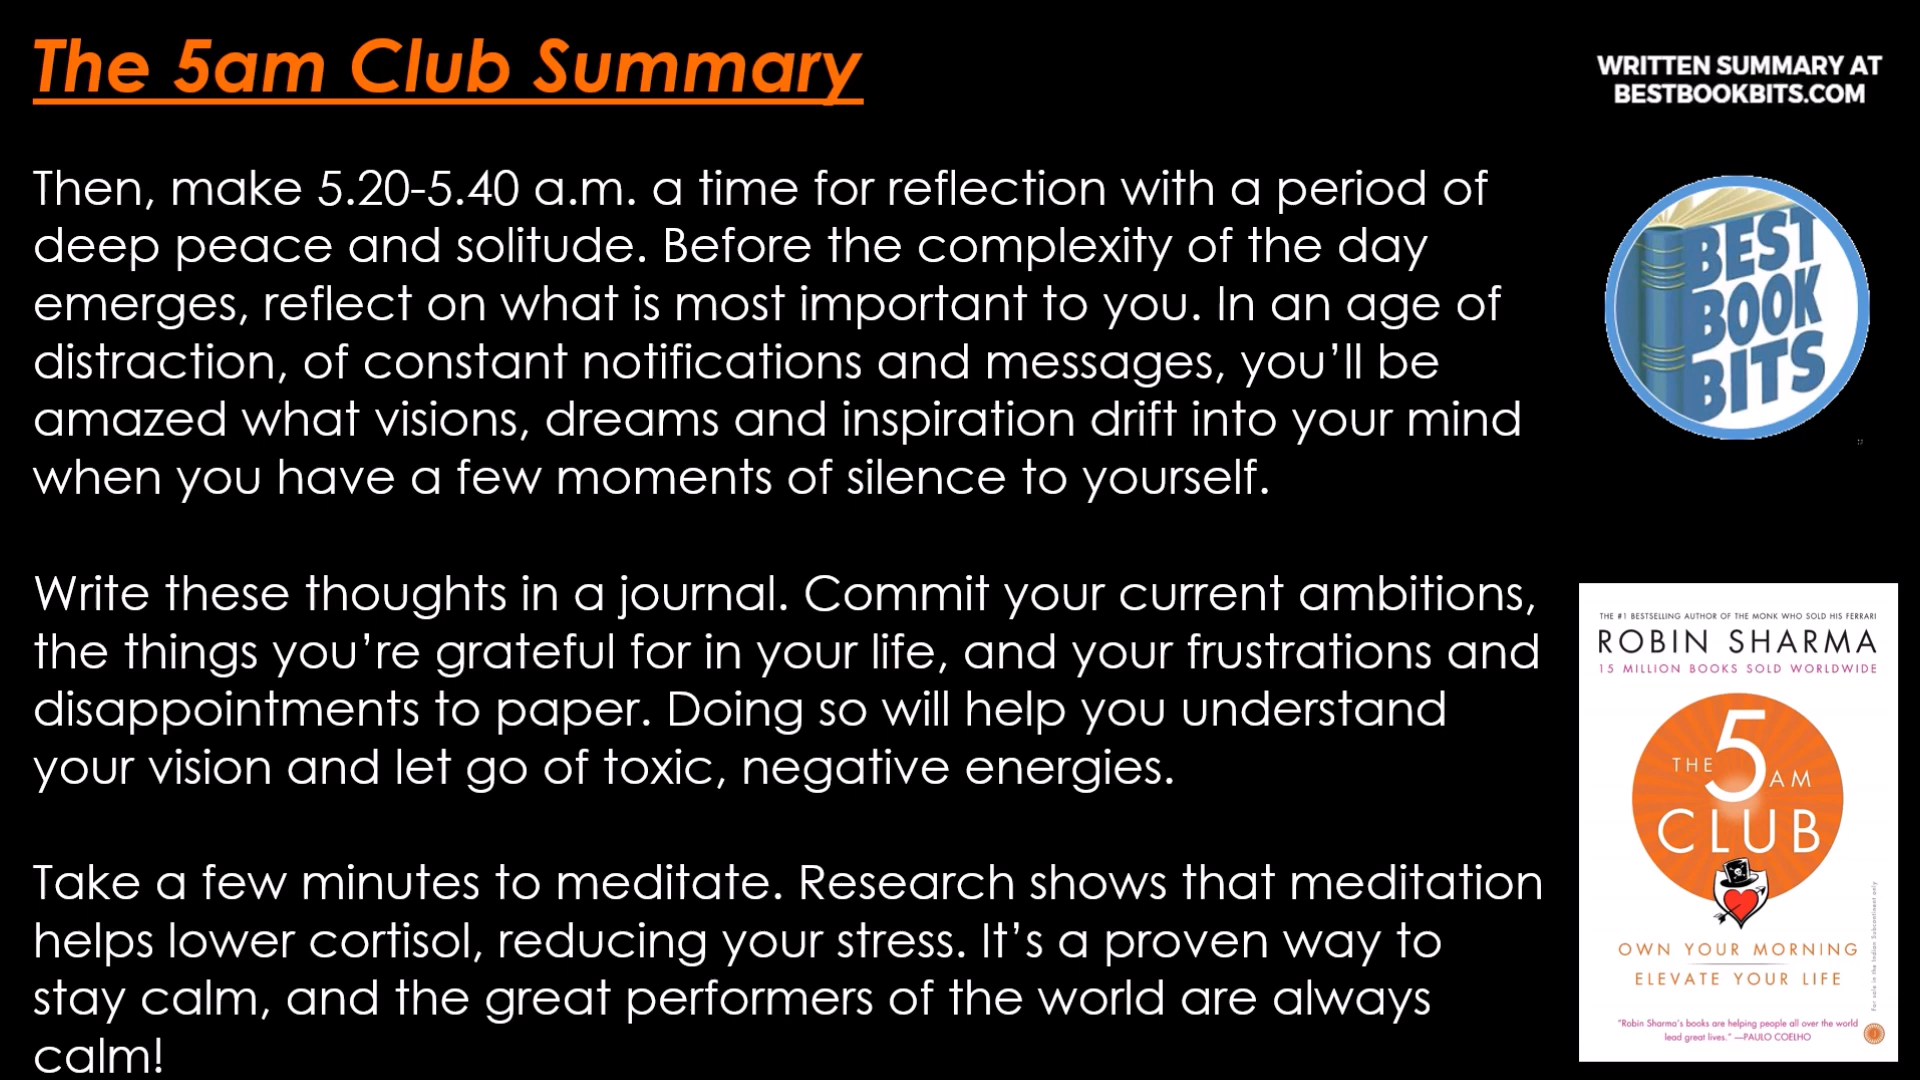 The 5am Club Summary
WRITTEN SUMMARY AT
BESTBOOKBITS.COM
Then, make 5.20-5.40 a.m. a time for reflection with a period of
deep peace and solitude. Before the complexity of the day
emerges, reflect on what is most important to you. In an age of
distraction, of constant notifications and messages, you’ll be
amazed what visions, dreams and inspiration drift into your mind
when you have a few moments of silence to yourself.
Write these thoughts in a journal. Commit your current ambitions,
the things you’re grateful for in your life, and your frustrations and
disappointments to paper. Doing so will help you understand
your vision and let go of toxic, negative energies.
Take a few minutes to meditate. Research shows that meditation
helps lower cortisol, reducing your stress. It’s a proven way to
stay calm, and the great performers of the world are always
calm!
BEST
BOOK
BITS
THE #1 BESTSELLING AUTHOR OF THE MONK WHO SOLD HIS FERRARI
ROBIN SHARMA
15 MILLION BOOKS SOLD WORLDWIDE
THE 5 AM
CLUB
OWN YOUR MORNING
ELEVATE YOUR LIFE
For sale in the Indian Subcontinent only
"Robin Sharma's books are helping people all over the world
lead great lives." —PAULO COELHO